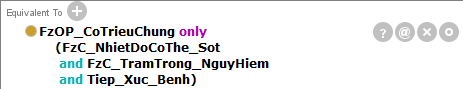 Equivalent To
FzOP_CoTrieuChung only
(FzC_NhietDoCoThe_Sot
and FzC_TramTrong_NguyHiem
and Tiep_Xuc_Benh)